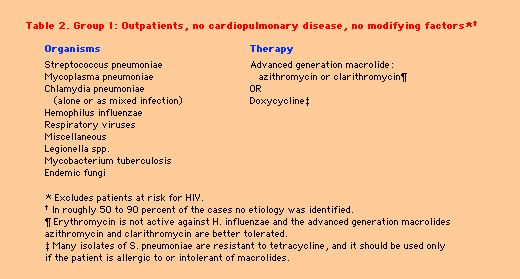 Table 2. Group I: Outpatients, no cardiopulmonary disease, no modifying factors*†
Organisms
Streptococcus pneumoniae
Mycoplasma pneumoniae
Chlamydia pneumoniae
(alone or as mixed infection)
Hemophilus influenzae
Respiratory viruses
Miscellaneous
Legionella spp.
Mycobacterium tuberculosis
Endemic fungi
Therapy
Advanced generation macrolide:
azithromycin or clarithromycin¶
OR
Doxycycline‡
* Excludes patients at risk for HIV.
† In roughly 50 to 90 percent of the cases no etiology was identified.
¶ Erythromycin is not active against H. influenzae and the advanced generation macrolides
azithromycin and clarithromycin are better tolerated.
‡ Many isolates of S. pneumoniae are resistant to tetracycline, and it should be used only
if the patient is allergic to or intolerant of macrolides.